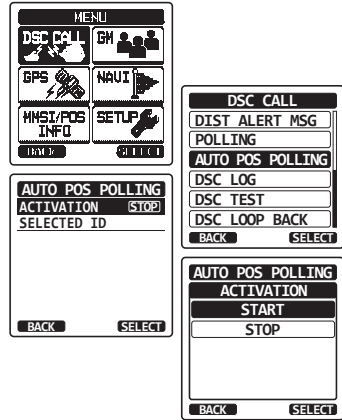 MENU
DSC CALL GM
GPS NAVI
MMSI/POS INFO SETUP
BACK SELECT
DSC CALL
DIST ALERT MSG
POLLING
AUTO POS POLLING
DSC LOG
DSC TEST
DSC LOOP BACK
BACK SELECT
AUTO POS POLLING
ACTIVATION STOP
SELECTED ID
BACK SELECT
AUTO POS POLLING
ACTIVATION
START
STOP
BACK SELECT